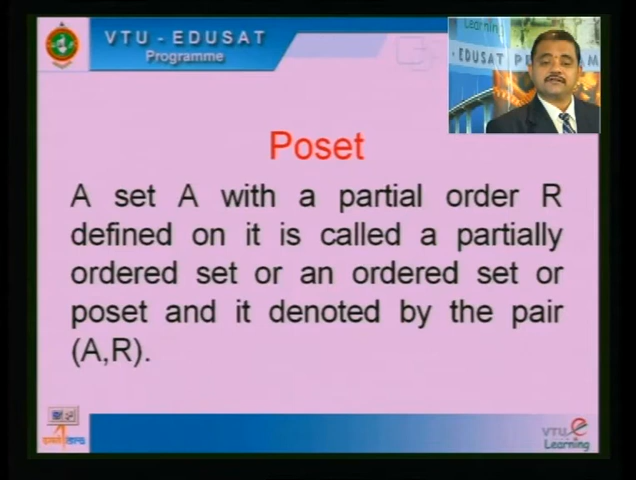 VTU - EDUSAT
Programme
Learning
EDUSAT P
Poset
A set A with a partial order R
defined on it is called a partially
ordered set or an ordered set or
poset and it denoted by the pair
(A,R).
VTU e
Learning